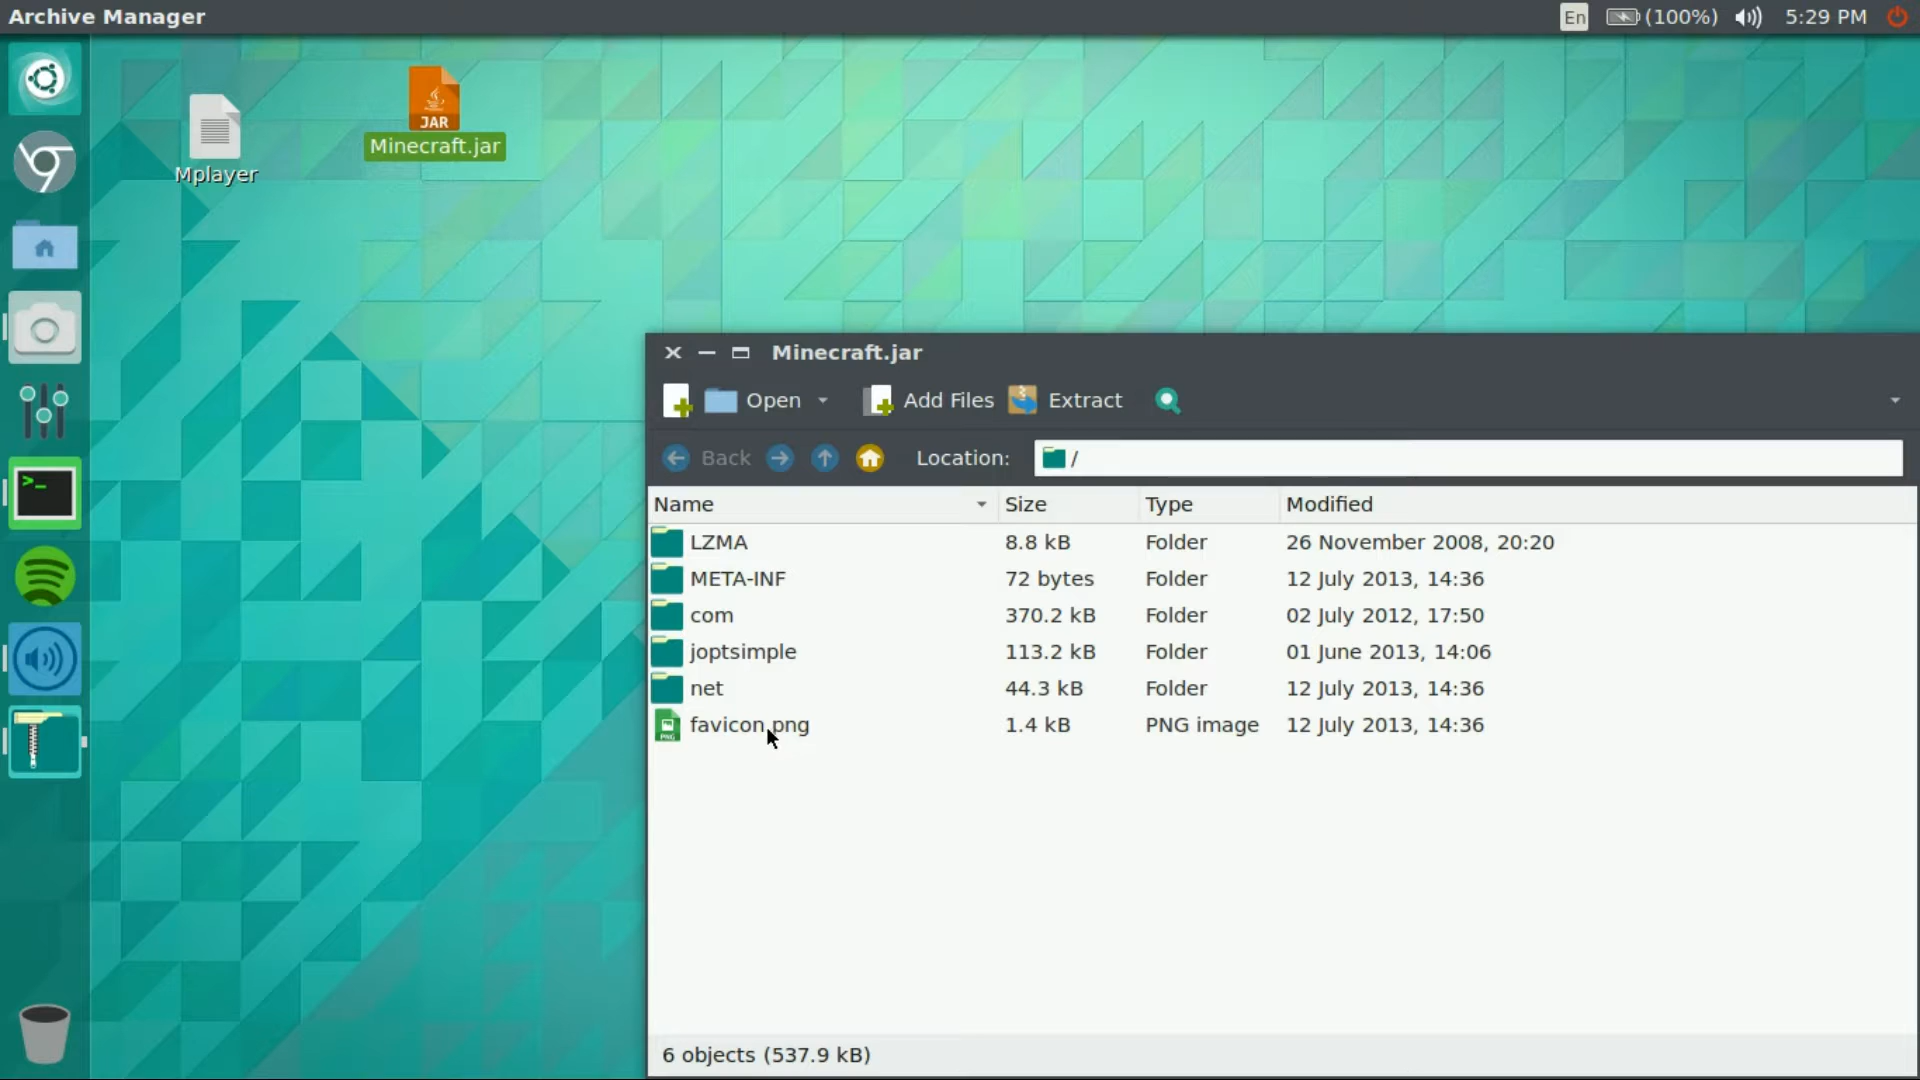 Archive Manager
En (100%) 5:29 PM
JAR
Minecraft.jar
Mplayer
>_
Minecraft.jar
Open Add Files Extract
Back Location: /
Name Size Type Modified
LZMA 8.8 kB Folder 26 November 2008, 20:20
META-INF 72 bytes Folder 12 July 2013, 14:36
com 370.2 kB Folder 02 July 2012, 17:50
joptsimple 113.2 kB Folder 01 June 2013, 14:06
net 44.3 kB Folder 12 July 2013, 14:36
PNG
favicon.png 1.4 kB PNG image 12 July 2013, 14:36
6 objects (537.9 kB)